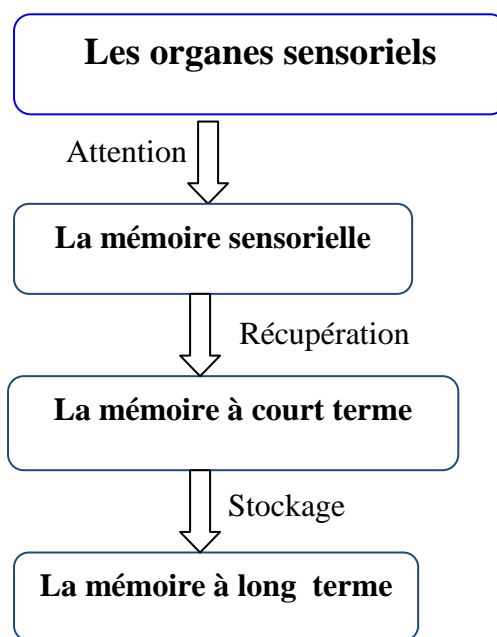 Les organes sensoriels
Attention
La mémoire sensorielle
Récupération
La mémoire à court terme
Stockage
La mémoire à long terme